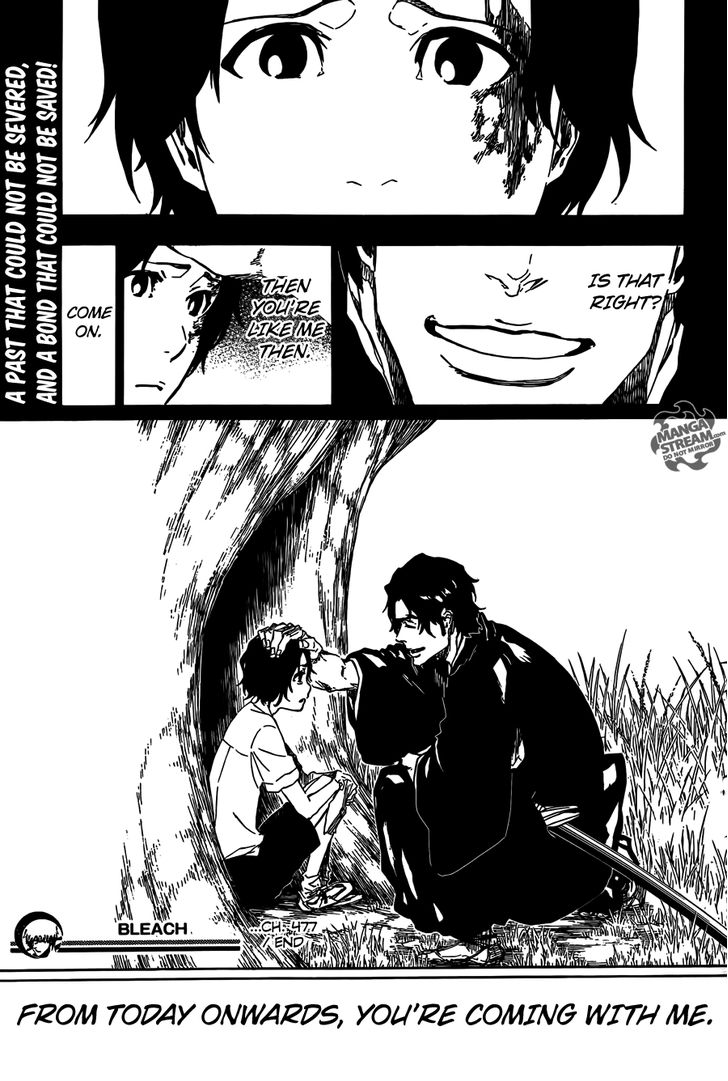 A PAST THAT COULD NOT BE SEVERED,
AND A BOND THAT COULD NOT BE SAVED!
IS THAT
RIGHT?
THEN
YOU'RE
LIKE ME
THEN.
COME
ON.
MANGA
STREAM.com
DO NOT MIRROR
BLEACH
...CH. 477
/ END
FROM TODAY ONWARDS, YOU'RE COMING WITH ME.